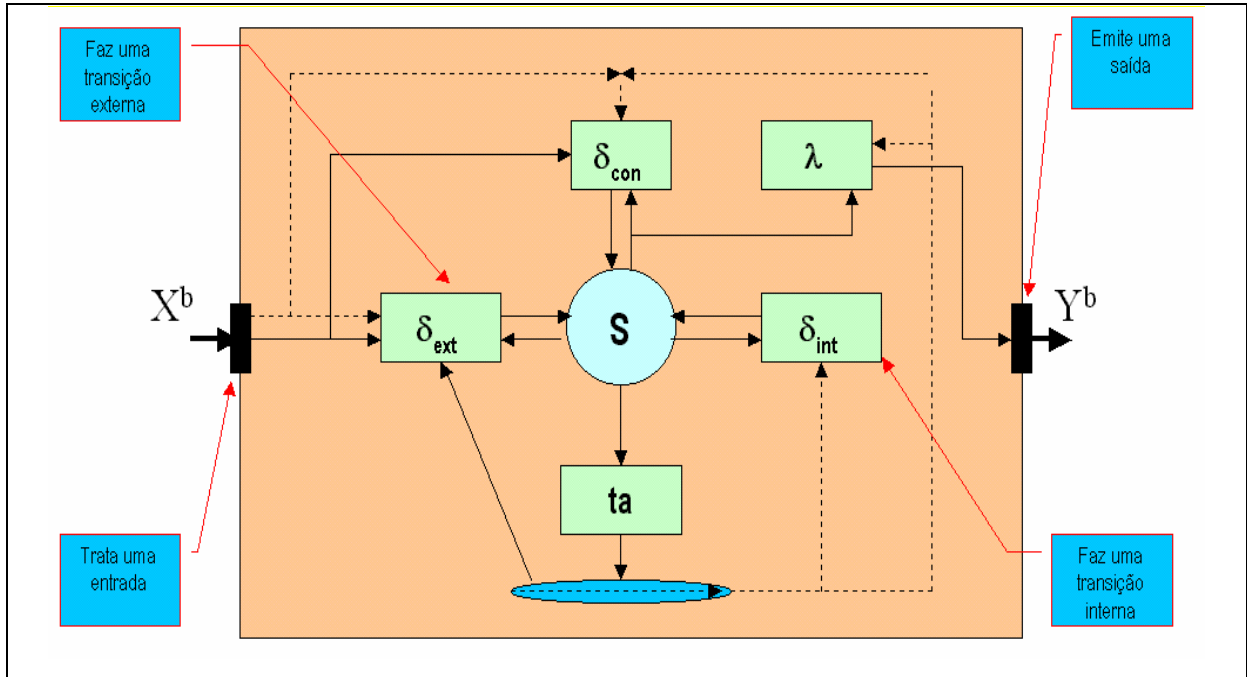 Faz uma
transição
externa
Emite uma
saída
δcon
λ
Xᵇ
δext
S
δint
Yᵇ
ta
Trata uma
entrada
Faz uma
transição
interna